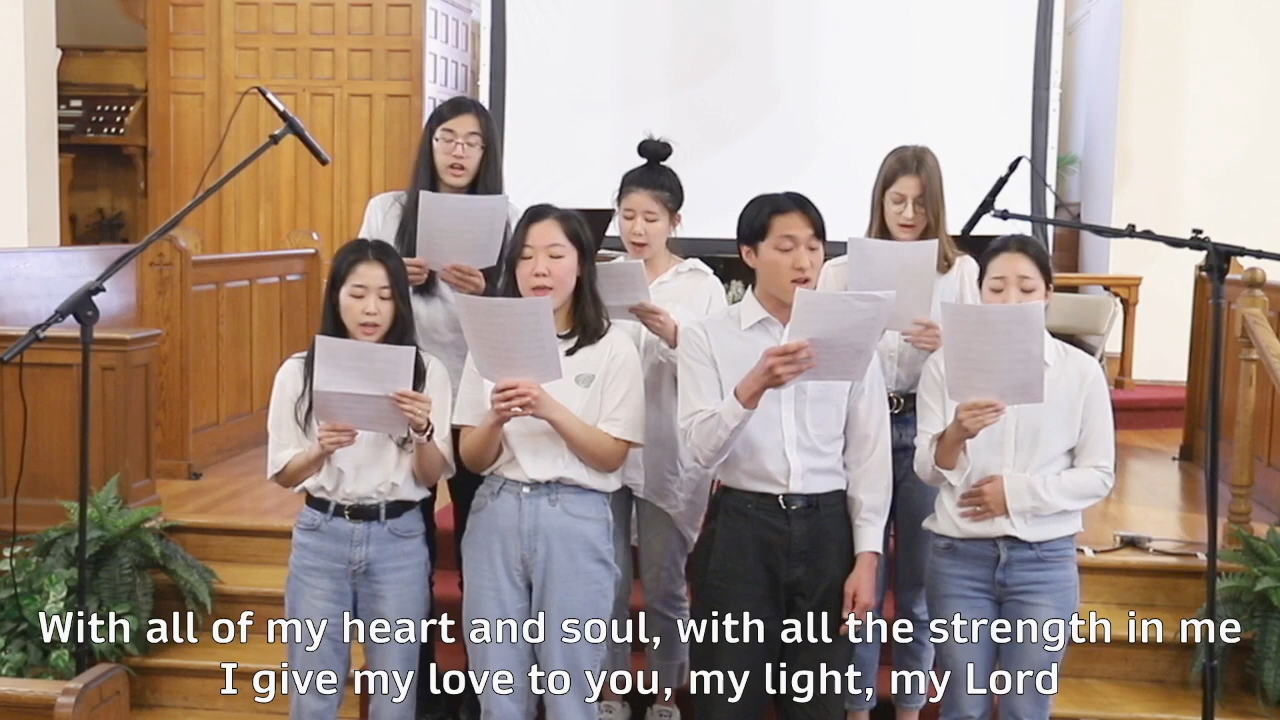 With all of my heart and soul, with all the strength in me
I give my love to you, my light, my Lord